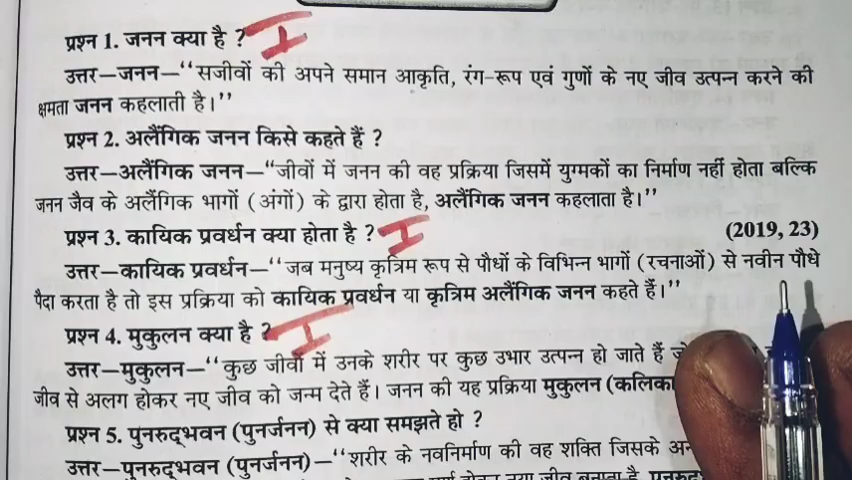 प्रश्न 1. जनन क्या है ? I
उत्तर—जनन—“सजीवों की अपने समान आकृति, रंग-रूप एवं गुणों के नए जीव उत्पन्न करने की
क्षमता जनन कहलाती है।”
प्रश्न 2. अलैंगिक जनन किसे कहते हैं ?
उत्तर—अलैंगिक जनन—“जीवों में जनन की वह प्रक्रिया जिसमें युग्मकों का निर्माण नहीं होता बल्कि
जनन जैव के अलैंगिक भागों (अंगों) के द्वारा होता है, अलैंगिक जनन कहलाता है।”
प्रश्न 3. कायिक प्रवर्धन क्या होता है ? I (2019, 23)
उत्तर—कायिक प्रवर्धन—“जब मनुष्य कृत्रिम रूप से पौधों के विभिन्न भागों (रचनाओं) से नवीन पौधे
पैदा करता है तो इस प्रक्रिया को कायिक प्रवर्धन या कृत्रिम अलैंगिक जनन कहते हैं।”
प्रश्न 4. मुकुलन क्या है ? I
उत्तर—मुकुलन—“कुछ जीवों में उनके शरीर पर कुछ उभार उत्पन्न हो जाते हैं
जीव से अलग होकर नए जीव को जन्म देते हैं। जनन की यह प्रक्रिया मुकुलन
प्रश्न 5. पुनरुद्भवन (पुनर्जनन) से क्या समझते हो ?
उत्तर—पुनरुद्भवन (पुनर्जनन)—“शरीर के नवनिर्माण की वह शक्ति जिसके
होकर नया जीव बनाता है,